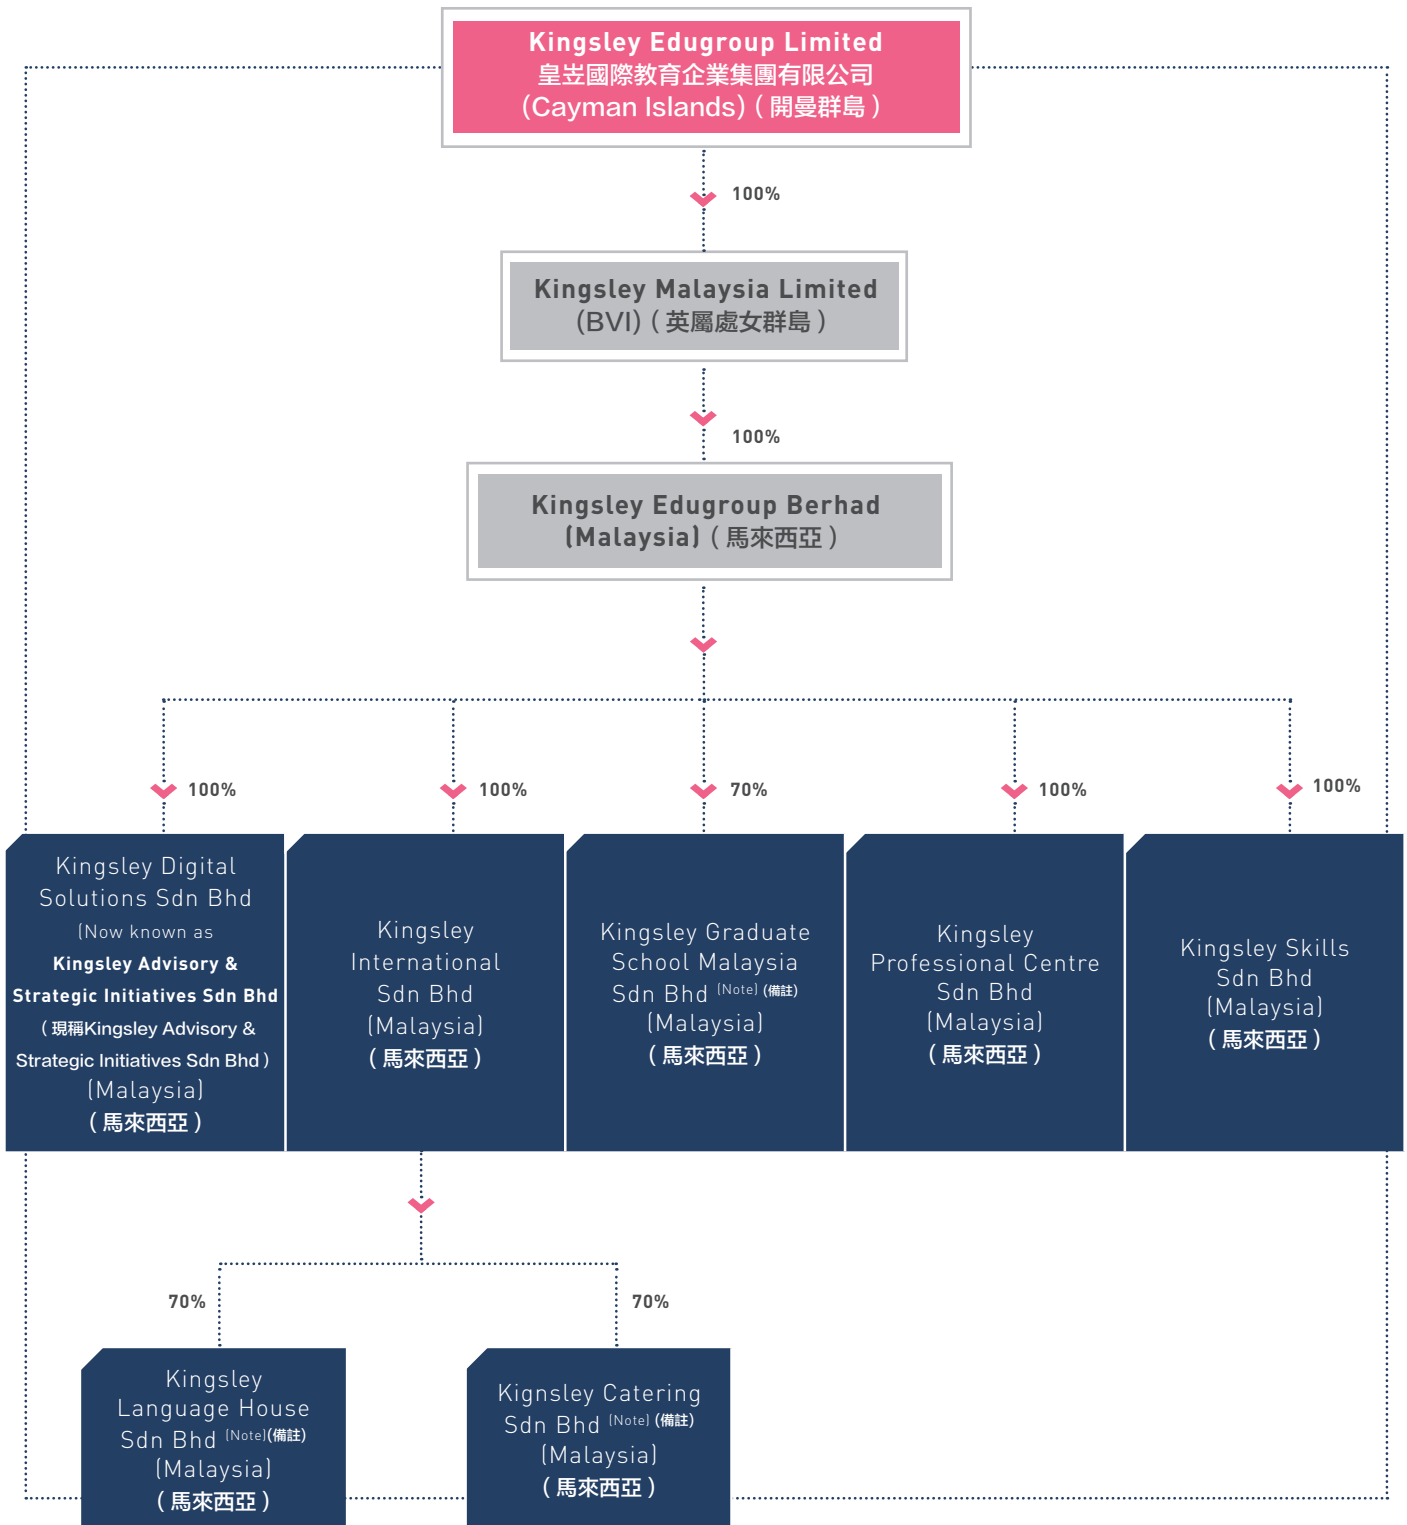 Kingsley Edugroup Limited
皇岦國際教育企業集團有限公司
(Cayman Islands)（開曼群島）
100%
Kingsley Malaysia Limited
(BVI)（英屬處女群島）
100%
Kingsley Edugroup Berhad
(Malaysia)（馬來西亞）
100%
100%
70%
100%
100%
Kingsley Digital
Solutions Sdn Bhd
(Now known as
Kingsley Advisory &
Strategic Initiatives Sdn Bhd
（現稱Kingsley Advisory &
Strategic Initiatives Sdn Bhd）
(Malaysia)
（馬來西亞）
Kingsley
International
Sdn Bhd
(Malaysia)
（馬來西亞）
Kingsley Graduate
School Malaysia
Sdn Bhd (Note) (備註)
(Malaysia)
（馬來西亞）
Kingsley
Professional Centre
Sdn Bhd
(Malaysia)
（馬來西亞）
Kingsley Skills
Sdn Bhd
(Malaysia)
（馬來西亞）
70%
70%
Kingsley
Language House
Sdn Bhd (Note)(備註)
(Malaysia)
（馬來西亞）
Kignsley Catering
Sdn Bhd (Note) (備註)
(Malaysia)
（馬來西亞）